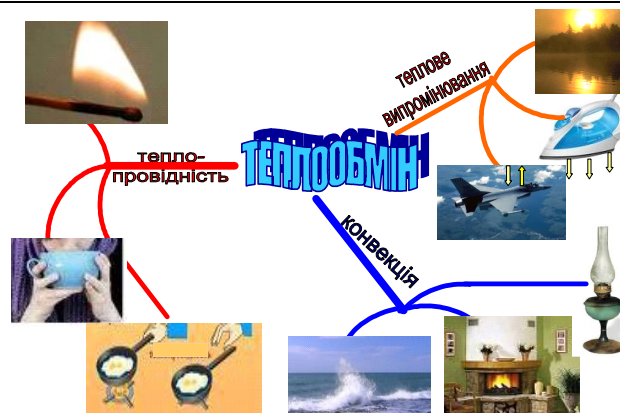 ТЕПЛООБМІН
теплове
випромінювання
тепло-
провідність
конвекція